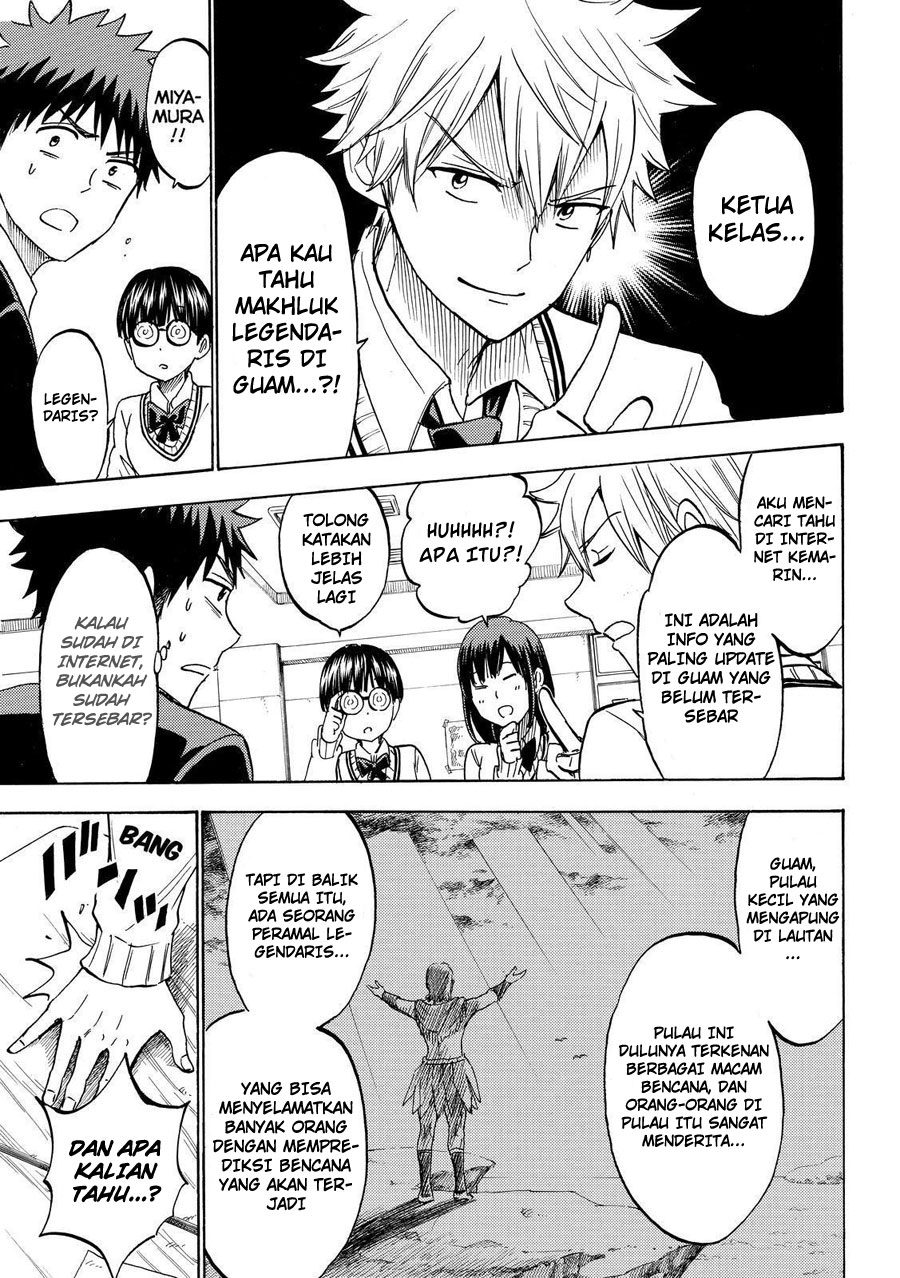 KETUA
KELAS...
APA KAU
TAHU
MAKHLUK
LEGENDA-
RIS DI
GUAM...?!
MIYA-
MURA
!!
LEGEN-
DARIS?
AKU MEN-
CARI TAHU
DI INTER-
NET KEMA-
RIN...
INI ADALAH
INFO YANG
PALING UPDATE
DI GUAM YANG
BELUM TER-
SEBAR
HUHHHH?!
APA ITU?!
TOLONG
KATAKAN
LEBIH
JELAS
LAGI
KALAU
SUDAH DI
INTERNET,
BUKANKAH
SUDAH
TERSEBAR?
GUAM,
PULAU
KECIL YANG
MENGAPUNG
DI LAUTAN
...
PULAU INI
DULUNYA TERKENAN
BERBAGAI MACAM
BENCANA, DAN
ORANG-ORANG DI
PULAU ITU SANGAT
MENDERITA...
TAPI DI BALIK
SEMUA ITU,
ADA SEORANG
PERAMAL LE-
GENDARIS...
YANG BISA
MENYELAMATKAN
BANYAK ORANG
DENGAN MEMPRE-
DIKSI BENCANA
YANG AKAN TER-
JADI
BANG
DAN APA
KALIAN
TAHU...?